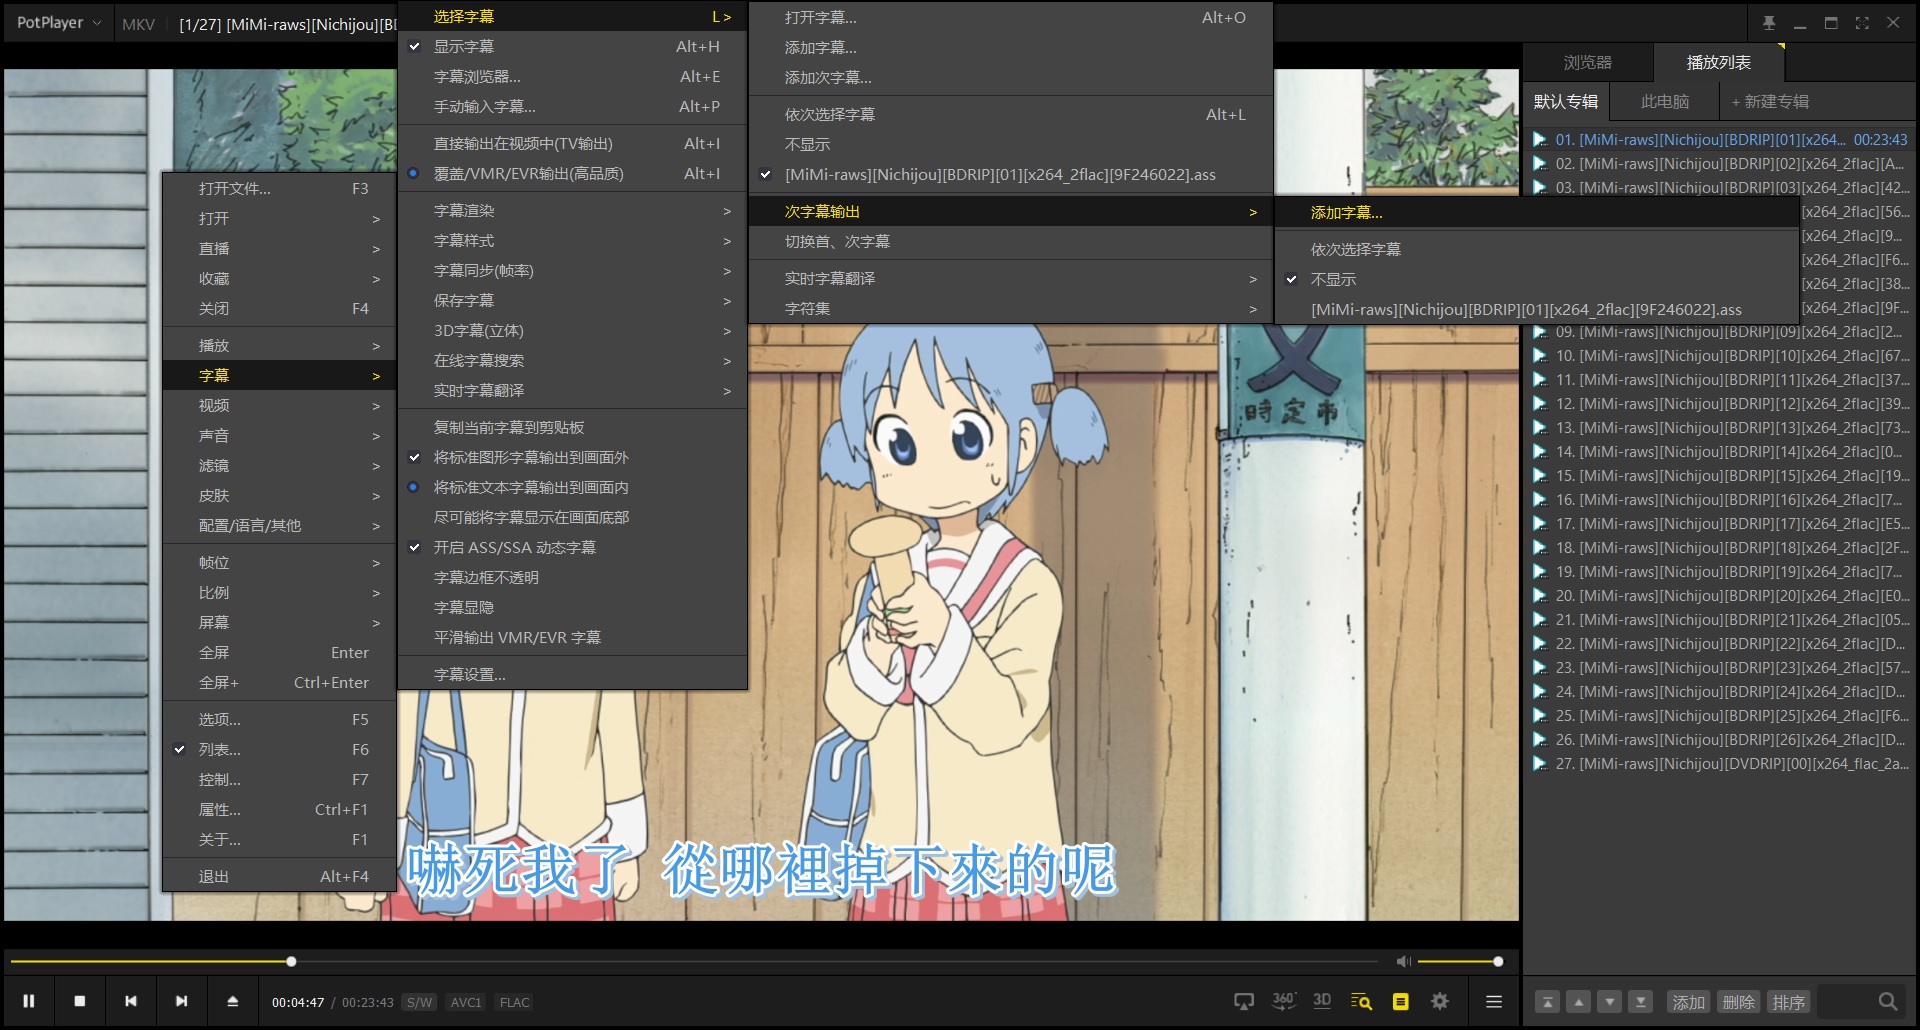 PotPlayer
MKV
[1/27] [MiMi-raws][Nichijou][BD
打开文件... F3
打开 >
直播 >
收藏 >
关闭 F4
播放 >
字幕 >
视频 >
声音 >
滤镜 >
皮肤 >
配置/语言/其他 >
帧位 >
比例 >
屏幕 >
全屏 Enter
全屏+ Ctrl+Enter
选项... F5
列表... F6
控制... F7
属性... Ctrl+F1
关于... F1
退出 Alt+F4
选择字幕 L >
显示字幕 Alt+H
字幕浏览器... Alt+E
手动输入字幕... Alt+P
直接输出在视频中(TV输出) Alt+I
覆盖/VMR/EVR输出(高品质) Alt+I
字幕渲染 >
字幕样式 >
字幕同步(帧率) >
保存字幕 >
3D字幕(立体) >
在线字幕搜索 >
实时字幕翻译 >
复制当前字幕到剪贴板
将标准图形字幕输出到画面外
将标准文本字幕输出到画面内
尽可能将字幕显示在画面底部
开启 ASS/SSA 动态字幕
字幕边框不透明
字幕显隐
平滑输出 VMR/EVR 字幕
字幕设置...
打开字幕... Alt+O
添加字幕...
添加次字幕...
依次选择字幕 Alt+L
不显示
[MiMi-raws][Nichijou][BDRIP][01][x264_2flac][9F246022].ass
次字幕输出 >
切换首、次字幕
实时字幕翻译 >
字符集 >
添加字幕...
依次选择字幕
不显示
[MiMi-raws][Nichijou][BDRIP][01][x264_2flac][9F246022].ass
時定市
嚇死我了 從哪裡掉下來的呢
浏览器 播放列表
默认专辑 此电脑 + 新建专辑
01. [MiMi-raws][Nichijou][BDRIP][01][x264... 00:23:43
02. [MiMi-raws][Nichijou][BDRIP][02][x264_2flac][A...
03. [MiMi-raws][Nichijou][BDRIP][03][x264_2flac][42...
[x264_2flac][56...
[x264_2flac][9...
[x264_2flac][F6...
[x264_2flac][38...
[x264_2flac][9F...
09. [MiMi-raws][Nichijou][BDRIP][09][x264_2flac][2...
10. [MiMi-raws][Nichijou][BDRIP][10][x264_2flac][67...
11. [MiMi-raws][Nichijou][BDRIP][11][x264_2flac][37...
12. [MiMi-raws][Nichijou][BDRIP][12][x264_2flac][39...
13. [MiMi-raws][Nichijou][BDRIP][13][x264_2flac][73...
14. [MiMi-raws][Nichijou][BDRIP][14][x264_2flac][0...
15. [MiMi-raws][Nichijou][BDRIP][15][x264_2flac][19...
16. [MiMi-raws][Nichijou][BDRIP][16][x264_2flac][7...
17. [MiMi-raws][Nichijou][BDRIP][17][x264_2flac][E5...
18. [MiMi-raws][Nichijou][BDRIP][18][x264_2flac][2F...
19. [MiMi-raws][Nichijou][BDRIP][19][x264_2flac][7...
20. [MiMi-raws][Nichijou][BDRIP][20][x264_2flac][E0...
21. [MiMi-raws][Nichijou][BDRIP][21][x264_2flac][05...
22. [MiMi-raws][Nichijou][BDRIP][22][x264_2flac][D...
23. [MiMi-raws][Nichijou][BDRIP][23][x264_2flac][57...
24. [MiMi-raws][Nichijou][BDRIP][24][x264_2flac][D...
25. [MiMi-raws][Nichijou][BDRIP][25][x264_2flac][F6...
26. [MiMi-raws][Nichijou][BDRIP][26][x264_2flac][D...
27. [MiMi-raws][Nichijou][DVDRIP][00][x264_flac_2a...
00:04:47 / 00:23:43 S/W AVC1 FLAC
360° 3D
添加 删除 排序